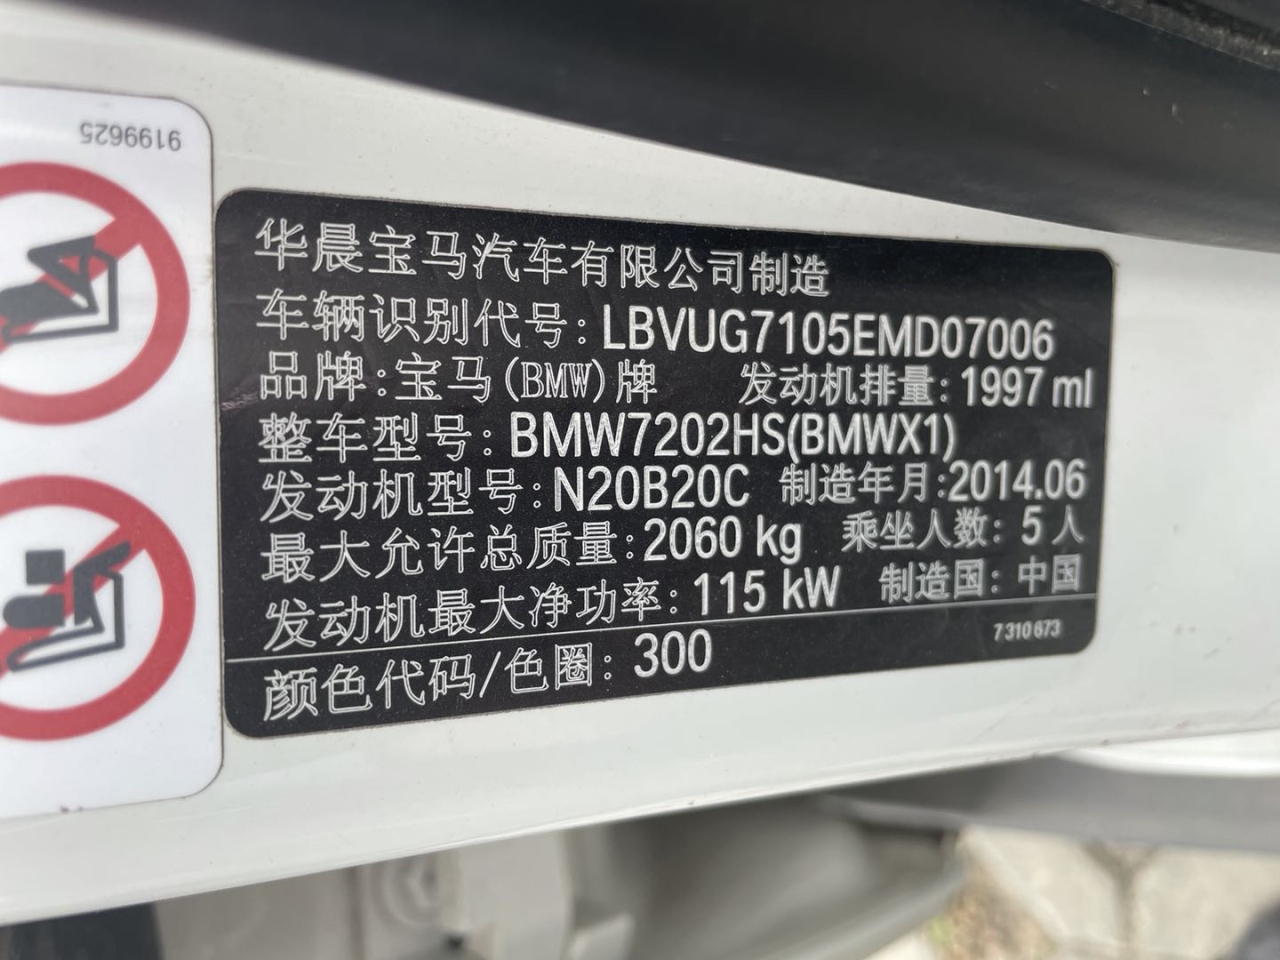 9199625
华晨宝马汽车有限公司制造
车辆识别代号: LBVUG7105EMD07006
品牌:宝马(BMW)牌 发动机排量: 1997 ml
整车型号: BMW7202HS(BMWX1)
发动机型号: N20B20C 制造年月:2014.06
最大允许总质量: 2060 kg 乘坐人数: 5 人
发动机最大净功率: 115 kW 制造国: 中国
7 310 673
颜色代码/色圈: 300